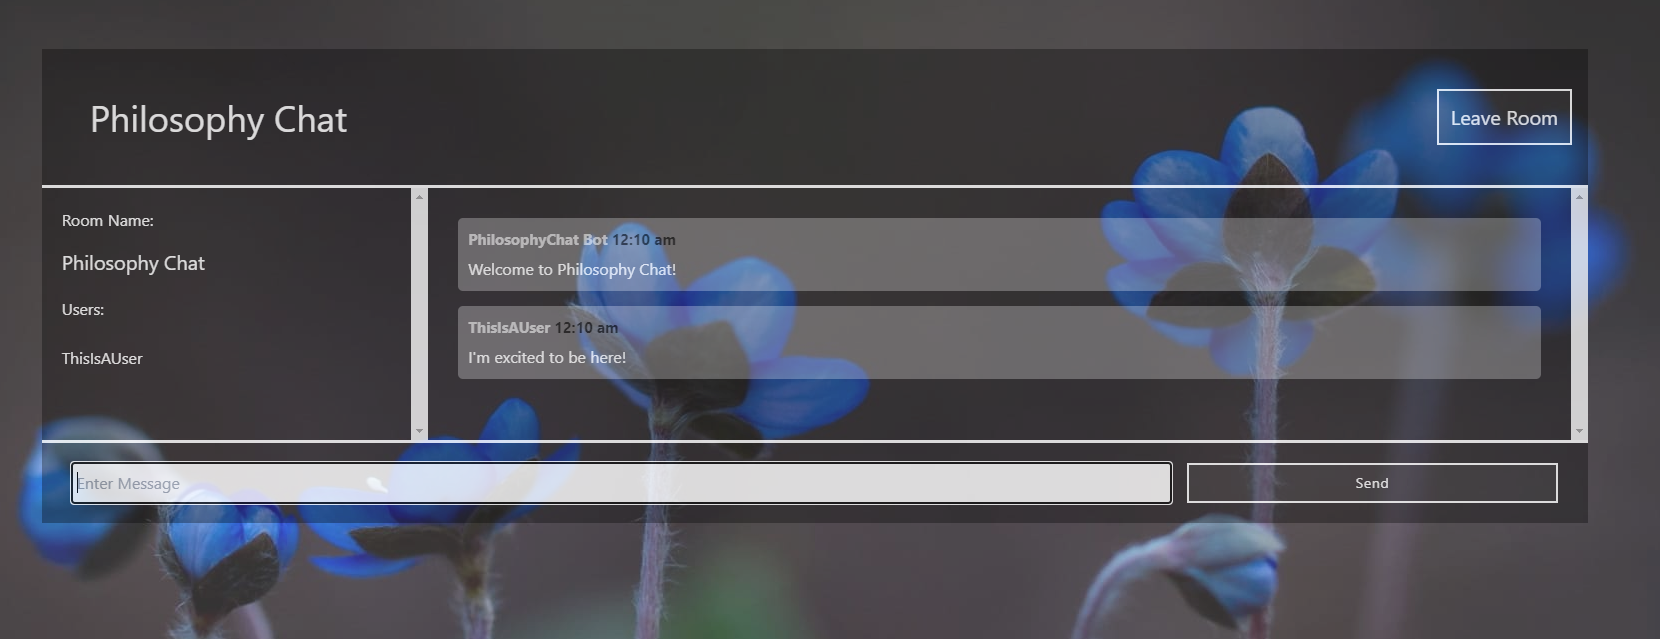 Philosophy Chat
Leave Room
Room Name:
Philosophy Chat
Users:
ThisIsAUser
PhilosophyChat Bot 12:10 am
Welcome to Philosophy Chat!
ThisIsAUser 12:10 am
I'm excited to be here!
Enter Message
Send